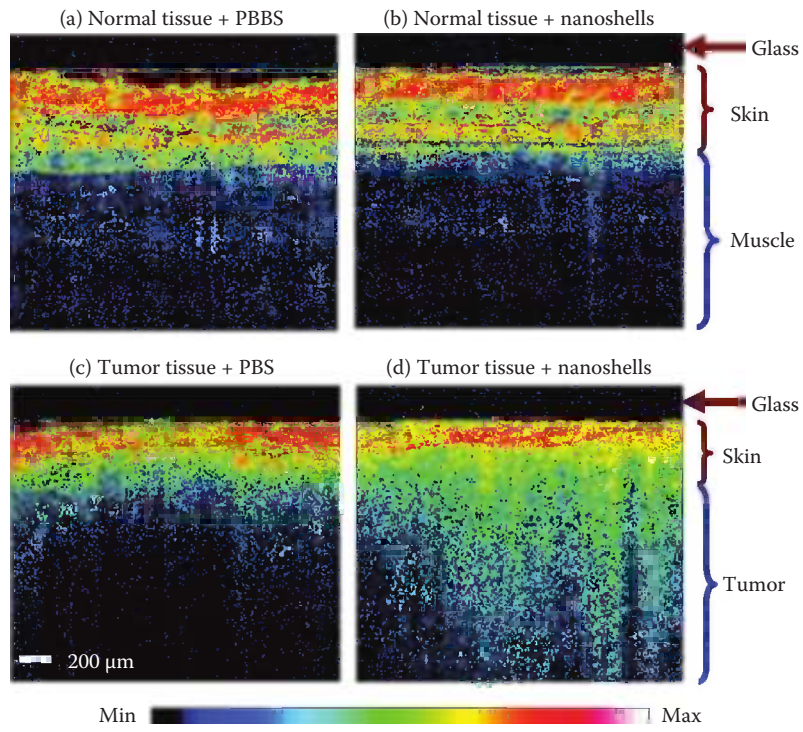 (a) Normal tissue + PBBS
(b) Normal tissue + nanoshells
Glass
Skin
Muscle
(c) Tumor tissue + PBS
(d) Tumor tissue + nanoshells
Glass
Skin
Tumor
200 μm
Min
Max